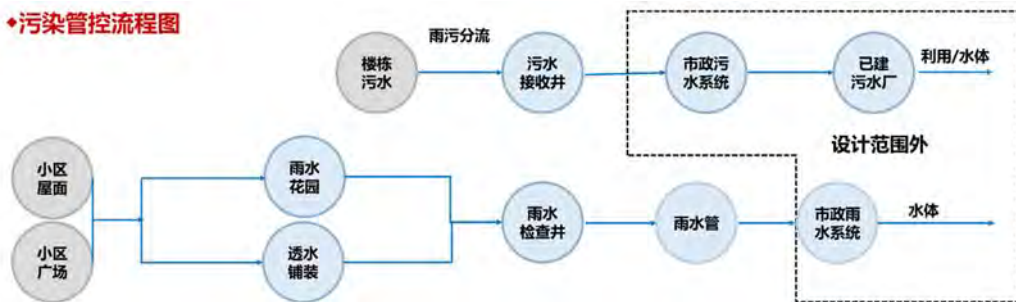 ◆污染管控流程图
雨污分流
楼栋
污水
污水
接收井
市政污
水系统
已建
污水厂
利用/水体
设计范围外
小区
屋面
雨水
花园
小区
广场
透水
铺装
雨水
检查井
雨水管
市政雨
水系统
水体